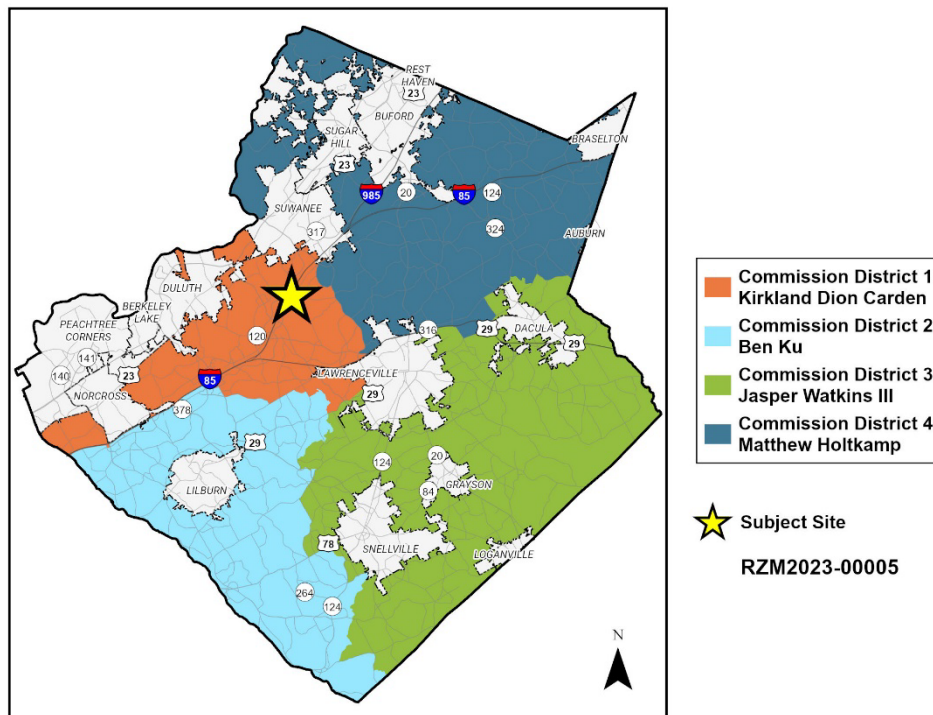 REST
HAVEN
23
BUFORD
SUGAR
HILL
23
BRASELTON
985
20
85
124
SUWANEE
317
324
AUBURN
DULUTH
BERKELEY
LAKE
PEACHTREE
CORNERS
141
140
23
NORCROSS
120
85
316
29
DACULA
29
LAWRENCEVILLE
29
378
29
LILBURN
124
20
84
GRAYSON
78
SNELLVILLE
LOGANVILLE
264
124
N
Commission District 1
Kirkland Dion Carden
Commission District 2
Ben Ku
Commission District 3
Jasper Watkins III
Commission District 4
Matthew Holtkamp
Subject Site
RZM2023-00005